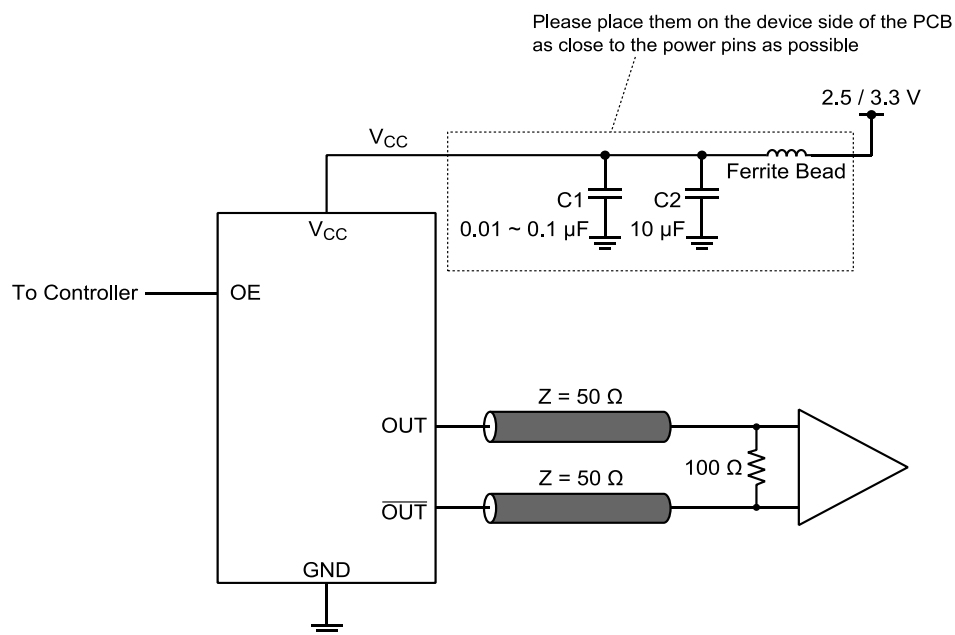 Please place them on the device side of the PCB
as close to the power pins as possible
2.5 / 3.3 V
VCC
Ferrite Bead
C1
C2
0.01 ~ 0.1 µF
10 µF
VCC
To Controller
OE
Z = 50 Ω
OUT
100 Ω
Z = 50 Ω
O̅U̅T̅
GND